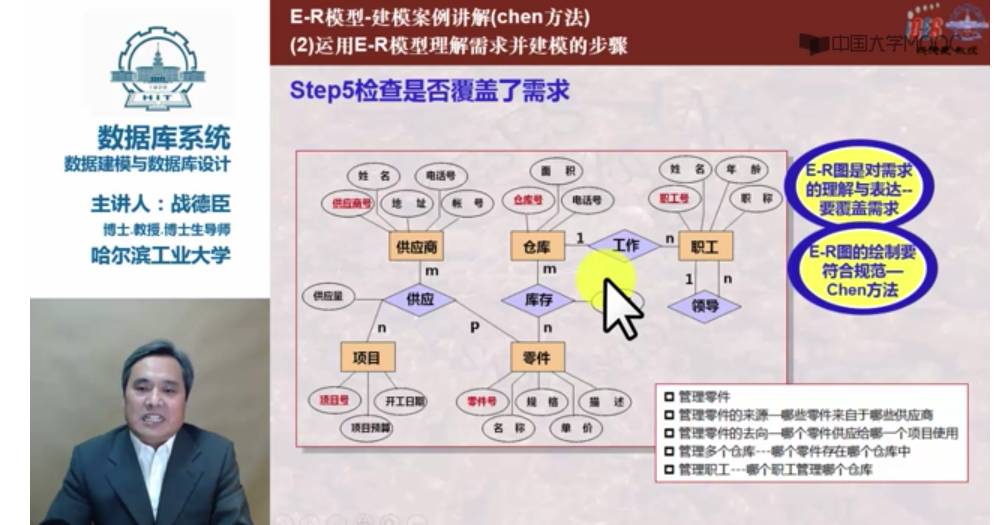 E-R模型-建模案例讲解(chen方法)
(2)运用E-R模型理解需求并建模的步骤
中国大学MOOC
HIT
数据库系统
数据建模与数据库设计
主讲人：战德臣
博士.教授.博士生导师
哈尔滨工业大学
Step5检查是否覆盖了需求
姓 名
电话号
供应商号
地 址
帐 号
供应商
面 积
仓库号
电话号
仓库
姓 名
年 龄
职工号
职 称
职工
1
工作
n
m
m
1
n
供应量
供应
库存
领导
n
P
n
项目
零件
项目号
开工日期
项目预算
零件号
规 格
描 述
名 称
单 价
E-R图是对需求
的理解与表达--
要覆盖需求
E-R图的绘制要
符合规范—
Chen方法
管理零件
管理零件的来源—哪些零件来自于哪些供应商
管理零件的去向—哪个零件供应给哪一个项目使用
管理多个仓库---哪个零件存在哪个仓库中
管理职工---哪个职工管理哪个仓库